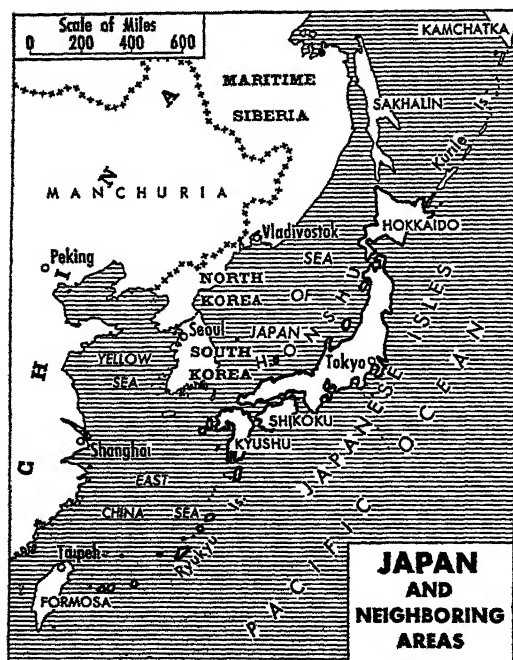 Scale of Miles
0 200 400 600
KAMCHATKA
MARITIME
SIBERIA
SAKHALIN
Kurile Is.
MANCHURIA
HOKKAIDO
Vladivostok
Peking
SEA
OF
JAPAN
NORTH
KOREA
Seoul
SOUTH
KOREA
YELLOW
SEA
HONSHU
Tokyo
JAPANESE ISLES
SHIKOKU
KYUSHU
CHINA
Shanghai
EAST
CHINA SEA
Ryukyu Is.
PACIFIC OCEAN
Taipeh
FORMOSA
JAPAN
AND
NEIGHBORING
AREAS